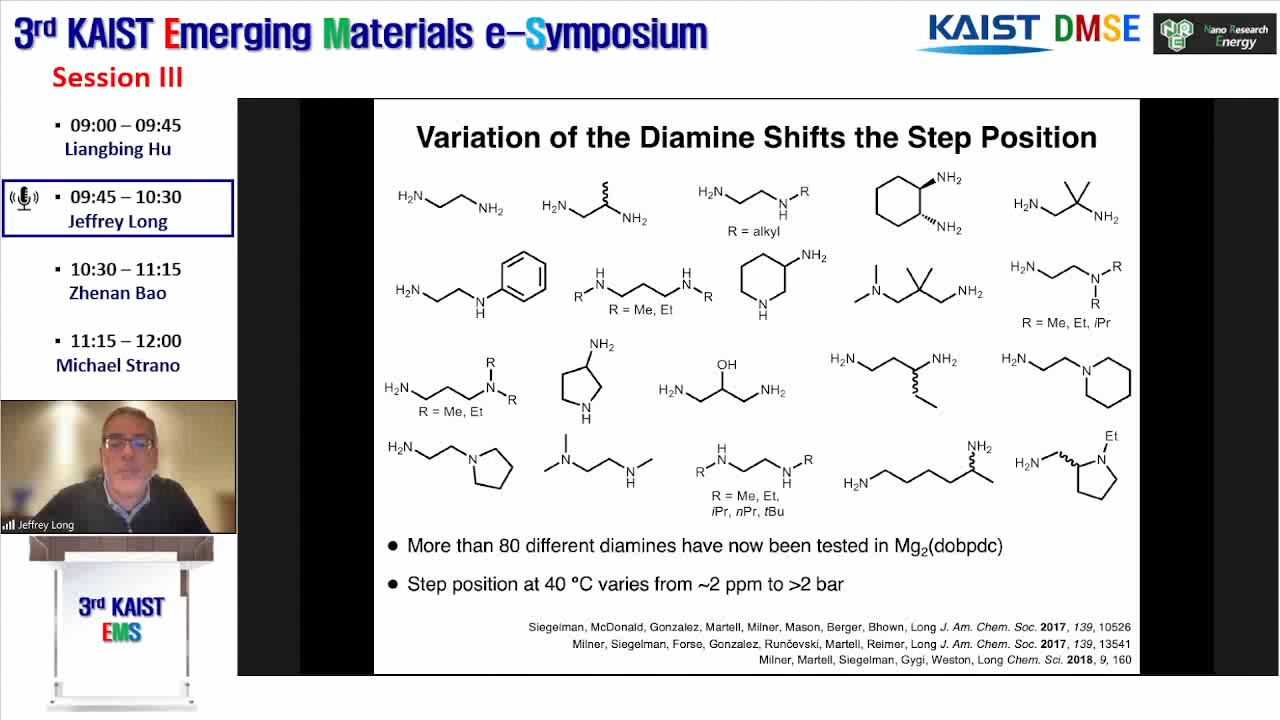 3rd KAIST Emerging Materials e-Symposium
KAIST DMSE
NRE Nano Research Energy
Session III
▪ 09:00 – 09:45
Liangbing Hu
▪ 09:45 – 10:30
Jeffrey Long
▪ 10:30 – 11:15
Zhenan Bao
▪ 11:15 – 12:00
Michael Strano
Jeffrey Long
3rd KAIST
EMS
Variation of the Diamine Shifts the Step Position
H2N NH2
H2N NH2
H2N N H R
R = alkyl
NH2 NH2
H2N NH2
H2N N H
R H N H N R
R = Me, Et
NH2 N H
N NH2
H2N N R R
R = Me, Et, iPr
H2N N R R
R = Me, Et
NH2 N H
H2N OH NH2
H2N NH2
H2N N
H2N N
N N H
R H N N H R
R = Me, Et,
iPr, nPr, tBu
H2N NH2
H2N N Et
● More than 80 different diamines have now been tested in Mg2(dobpdc)
● Step position at 40 °C varies from ~2 ppm to >2 bar
Siegelman, McDonald, Gonzalez, Martell, Milner, Mason, Berger, Bhown, Long J. Am. Chem. Soc. 2017, 139, 10526
Milner, Siegelman, Forse, Gonzalez, Runčevski, Martell, Reimer, Long J. Am. Chem. Soc. 2017, 139, 13541
Milner, Martell, Siegelman, Gygi, Weston, Long Chem. Sci. 2018, 9, 160